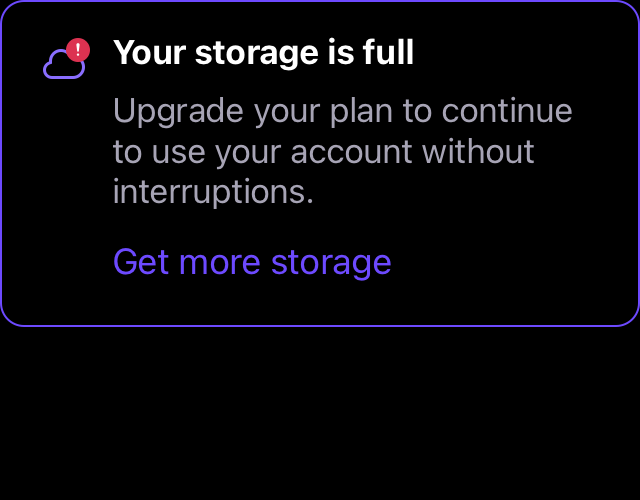 Your storage is full
Upgrade your plan to continue
to use your account without
interruptions.
Get more storage